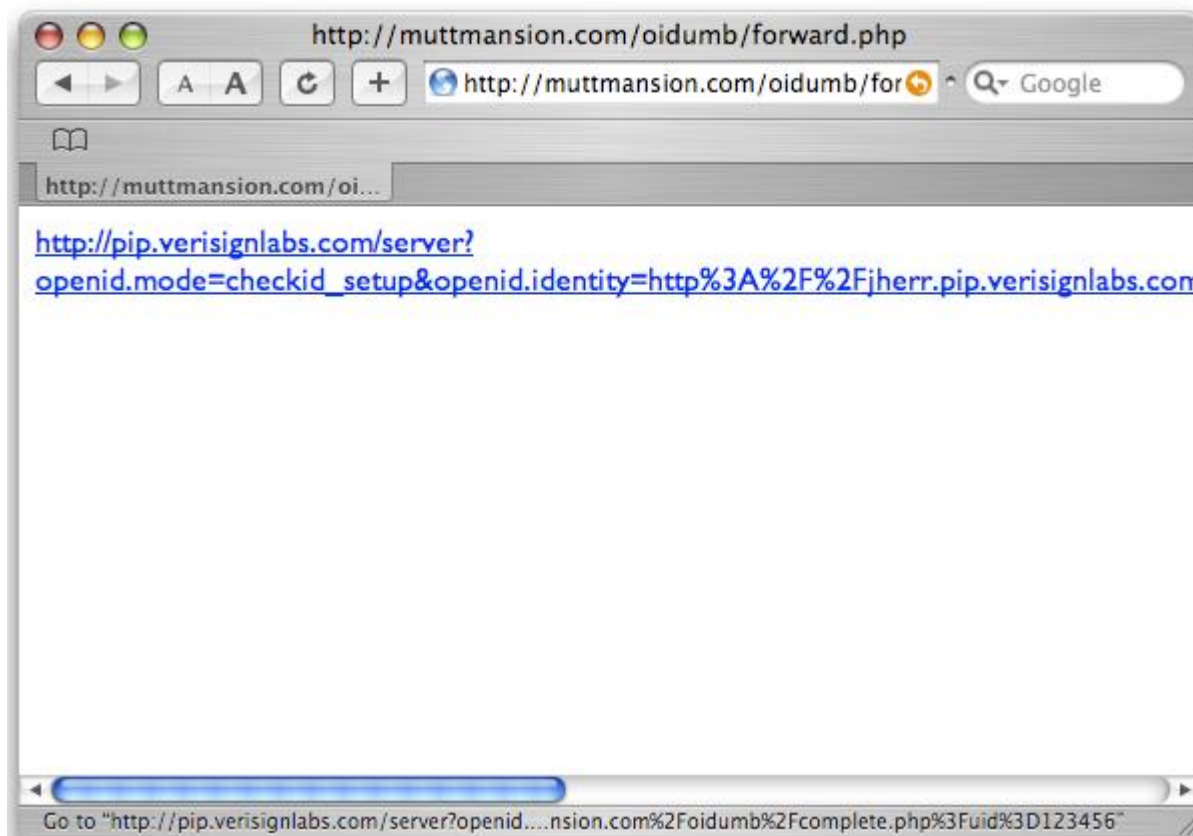 http://muttmansion.com/oidumb/forward.php
A A + http://muttmansion.com/oidumb/for Q Google
http://muttmansion.com/oi...
http://pip.verisignlabs.com/server?
openid.mode=checkid_setup&openid.identity=http%3A%2F%2Fjherr.pip.verisignlabs.com
Go to "http://pip.verisignlabs.com/server?openid....nsion.com%2Foidumb%2Fcomplete.php%3Fuid%3D123456"